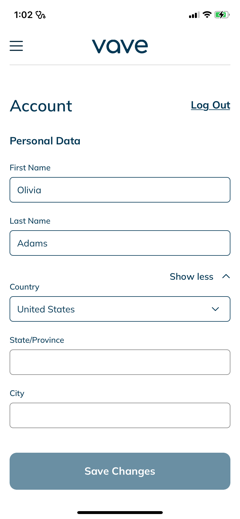 1:02
vave
Account
Log Out
Personal Data
First Name
Olivia
Last Name
Adams
Show less
Country
United States
State/Province
City
Save Changes